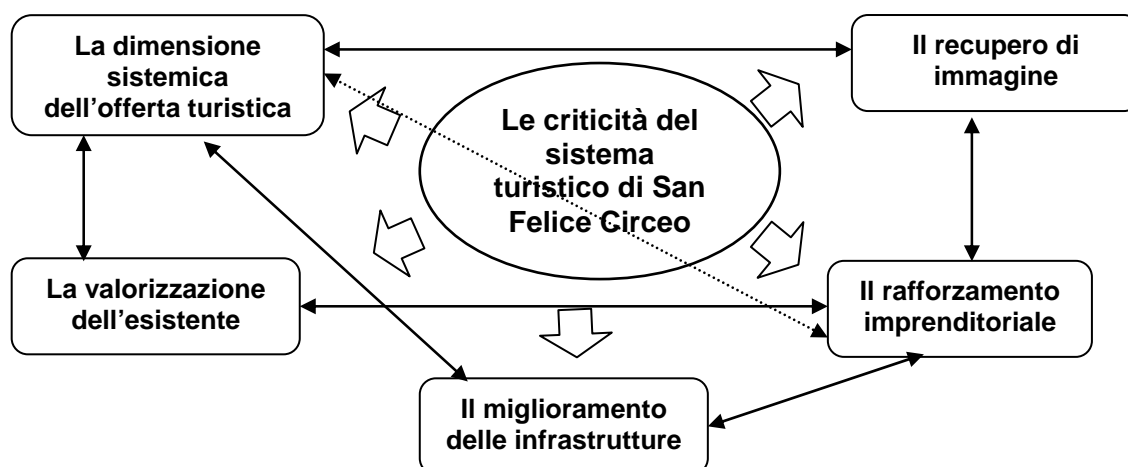 La dimensione
sistemica
dell’offerta turistica
Il recupero di
immagine
Le criticità del
sistema
turistico di San
Felice Circeo
La valorizzazione
dell’esistente
Il rafforzamento
imprenditoriale
Il miglioramento
delle infrastrutture